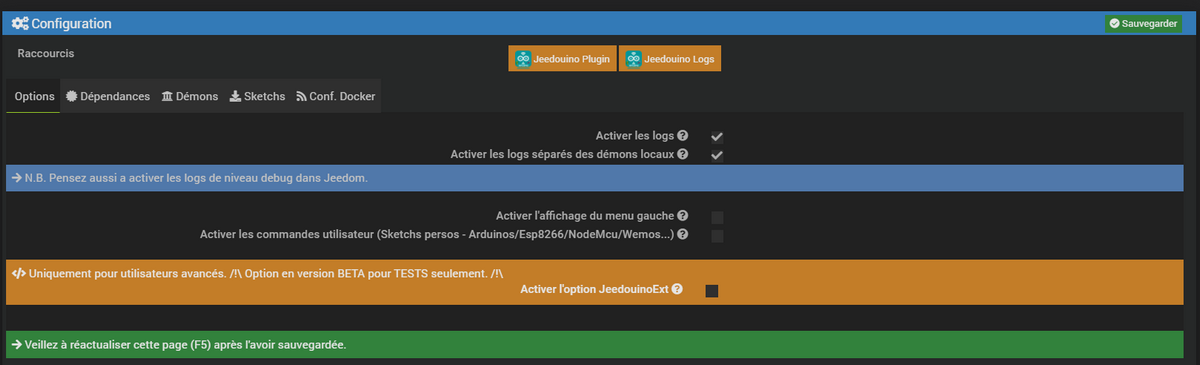 Configuration
Sauvegarder
Raccourcis
Jeedouino Plugin
Jeedouino Logs
Options
Dépendances
Démons
Sketchs
Conf. Docker
Activer les logs
Activer les logs séparés des démons locaux
N.B. Pensez aussi a activer les logs de niveau debug dans Jeedom.
Activer l'affichage du menu gauche
Activer les commandes utilisateur (Sketchs persos - Arduinos/Esp8266/NodeMcu/Wemos...)
Uniquement pour utilisateurs avancés. /!\ Option en version BETA pour TESTS seulement. /!\
Activer l'option JeedouinoExt
Veillez à réactualiser cette page (F5) après l'avoir sauvegardée.